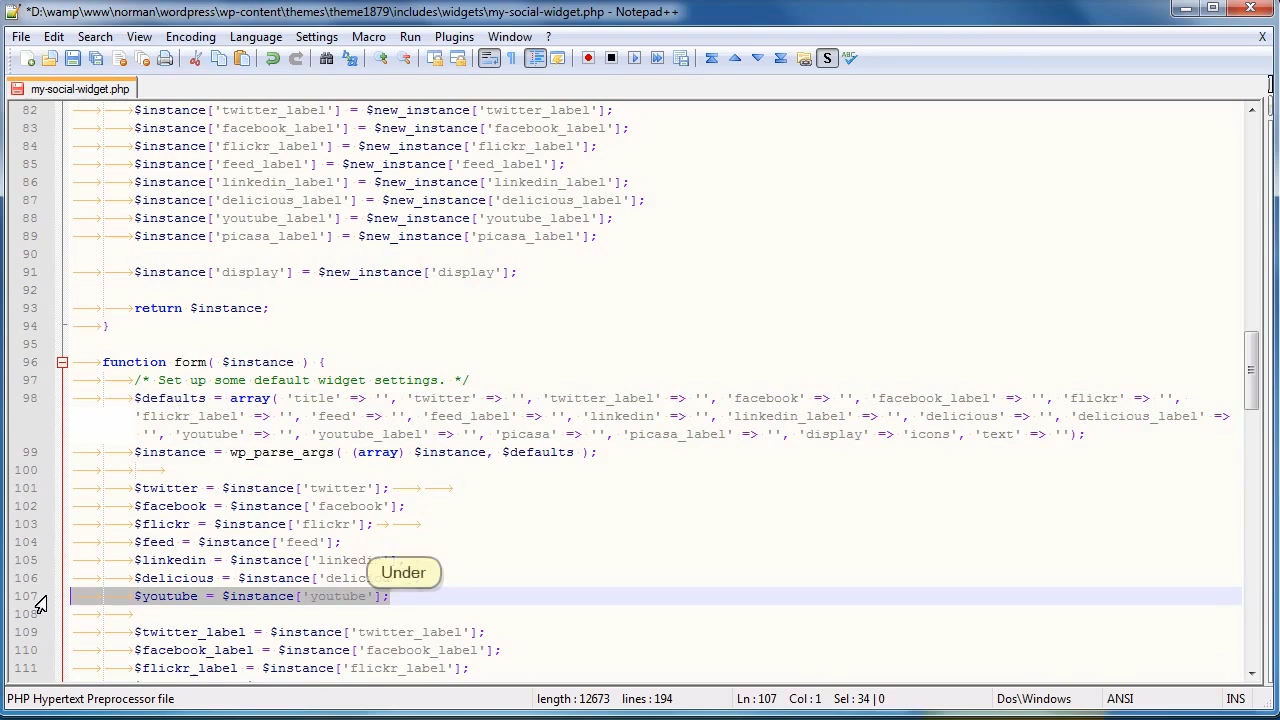 *D:\wamp\www\norman\wordpress\wp-content\themes\theme1879\includes\widgets\my-social-widget.php - Notepad++
File Edit Search View Encoding Language Settings Macro Run Plugins Window ? X
my-social-widget.php
82 $instance['twitter_label'] = $new_instance['twitter_label'];
83 $instance['facebook_label'] = $new_instance['facebook_label'];
84 $instance['flickr_label'] = $new_instance['flickr_label'];
85 $instance['feed_label'] = $new_instance['feed_label'];
86 $instance['linkedin_label'] = $new_instance['linkedin_label'];
87 $instance['delicious_label'] = $new_instance['delicious_label'];
88 $instance['youtube_label'] = $new_instance['youtube_label'];
89 $instance['picasa_label'] = $new_instance['picasa_label'];
90
91 $instance['display'] = $new_instance['display'];
92
93 return $instance;
94 }
95
96 function form( $instance ) {
97 /* Set up some default widget settings. */
98 $defaults = array( 'title' => '', 'twitter' => '', 'twitter_label' => '', 'facebook' => '', 'facebook_label' => '', 'flickr' => '',
'flickr_label' => '', 'feed' => '', 'feed_label' => '', 'linkedin' => '', 'linkedin_label' => '', 'delicious' => '', 'delicious_label' =>
'', 'youtube' => '', 'youtube_label' => '', 'picasa' => '', 'picasa_label' => '', 'display' => 'icons', 'text' => '');
99 $instance = wp_parse_args( (array) $instance, $defaults );
100
101 $twitter = $instance['twitter'];
102 $facebook = $instance['facebook'];
103 $flickr = $instance['flickr'];
104 $feed = $instance['feed'];
105 $linkedin = $instance['linkedin'];
Under
106 $delicious = $instance['delic
107 $youtube = $instance['youtube'];
108
109 $twitter_label = $instance['twitter_label'];
110 $facebook_label = $instance['facebook_label'];
111 $flickr_label = $instance['flickr_label'];
PHP Hypertext Preprocessor file length : 12673 lines : 194 Ln : 107 Col : 1 Sel : 34 | 0 Dos\Windows ANSI INS